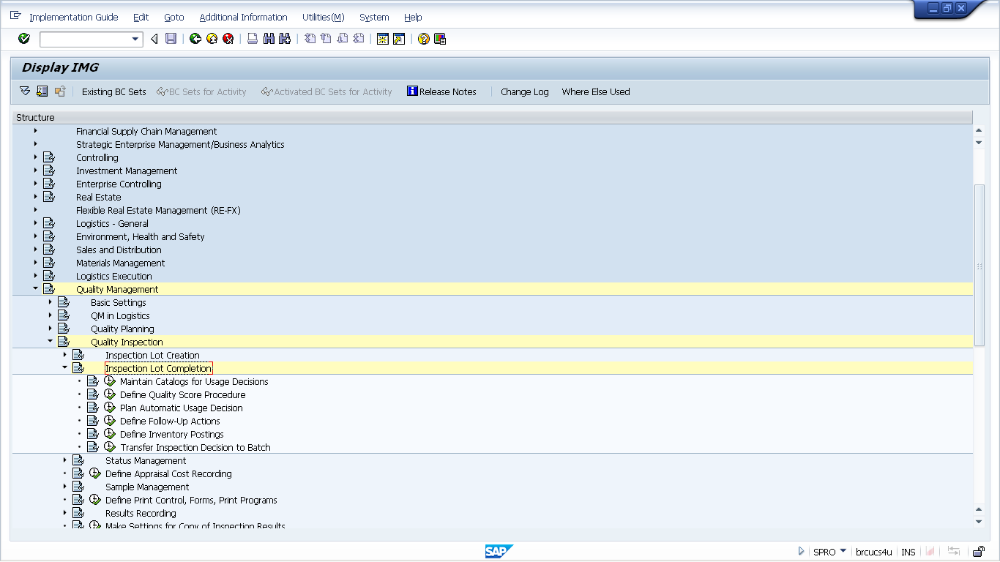 Implementation Guide Edit Goto Additional Information Utilities(M) System Help
Display IMG
Existing BC Sets BC Sets for Activity Activated BC Sets for Activity Release Notes Change Log Where Else Used
Structure
Financial Supply Chain Management
Strategic Enterprise Management/Business Analytics
Controlling
Investment Management
Enterprise Controlling
Real Estate
Flexible Real Estate Management (RE-FX)
Logistics - General
Environment, Health and Safety
Sales and Distribution
Materials Management
Logistics Execution
Quality Management
Basic Settings
QM in Logistics
Quality Planning
Quality Inspection
Inspection Lot Creation
Inspection Lot Completion
Maintain Catalogs for Usage Decisions
Define Quality Score Procedure
Plan Automatic Usage Decision
Define Follow-Up Actions
Define Inventory Postings
Transfer Inspection Decision to Batch
Status Management
Define Appraisal Cost Recording
Sample Management
Define Print Control, Forms, Print Programs
Results Recording
Make Settings for Copy of Inspection Results
SAP SPRO brcucs4u INS